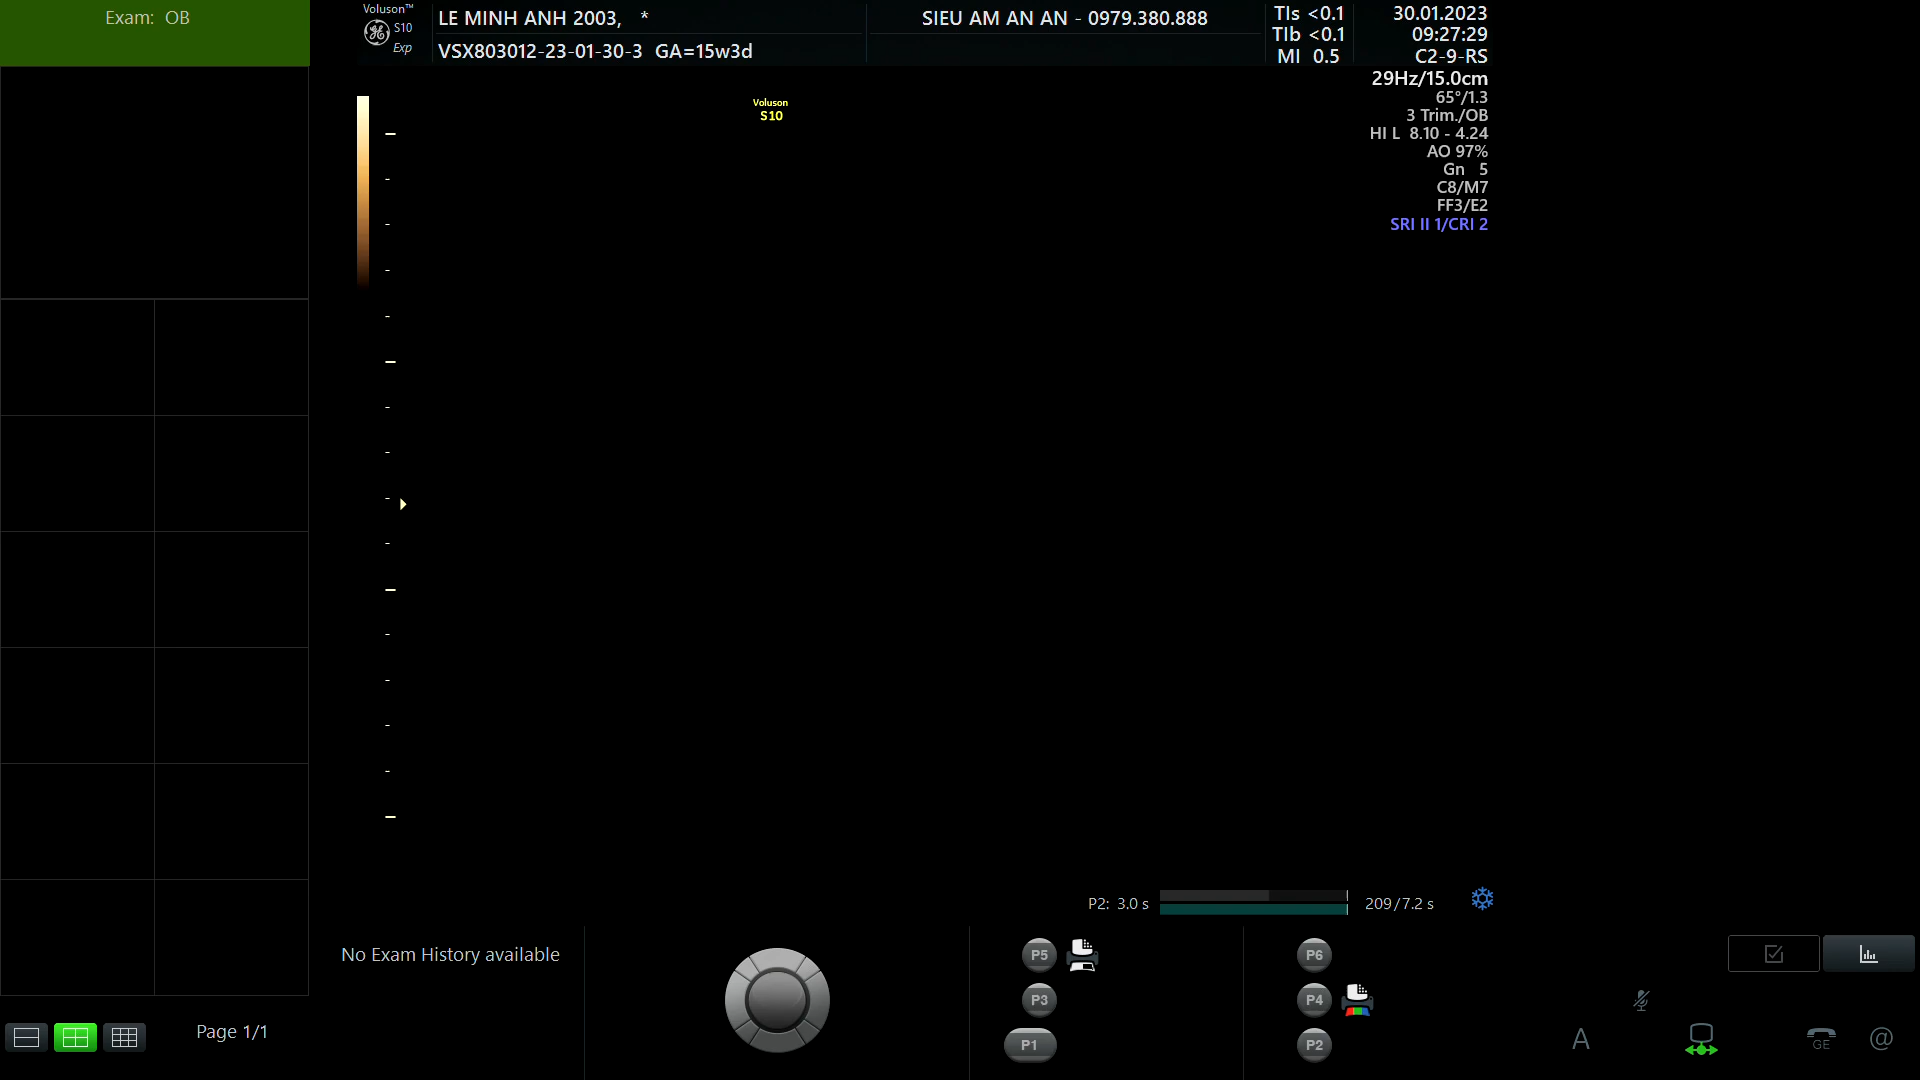 Exam: OB
Voluson™
S10
Exp
LE MINH ANH 2003, *
VSX803012-23-01-30-3 GA=15w3d
SIEU AM AN AN - 0979.380.888
TIs <0.1
TIb <0.1
MI 0.5
30.01.2023
09:27:29
C2-9-RS
29Hz/15.0cm
65°/1.3
3 Trim./OB
HI L 8.10 - 4.24
AO 97%
Gn 5
C8/M7
FF3/E2
SRI II 1/CRI 2
Voluson
S10
P2: 3.0 s
209/7.2 s
No Exam History available
P5
P3
P1
P6
P4
P2
Page 1/1
A
GE
@